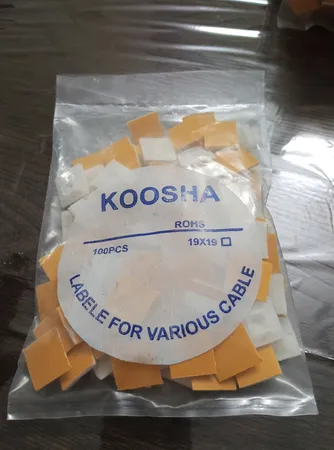 KOOSHA
ROHS
100PCS 19X19
LABELE FOR VARIOUS CABLE